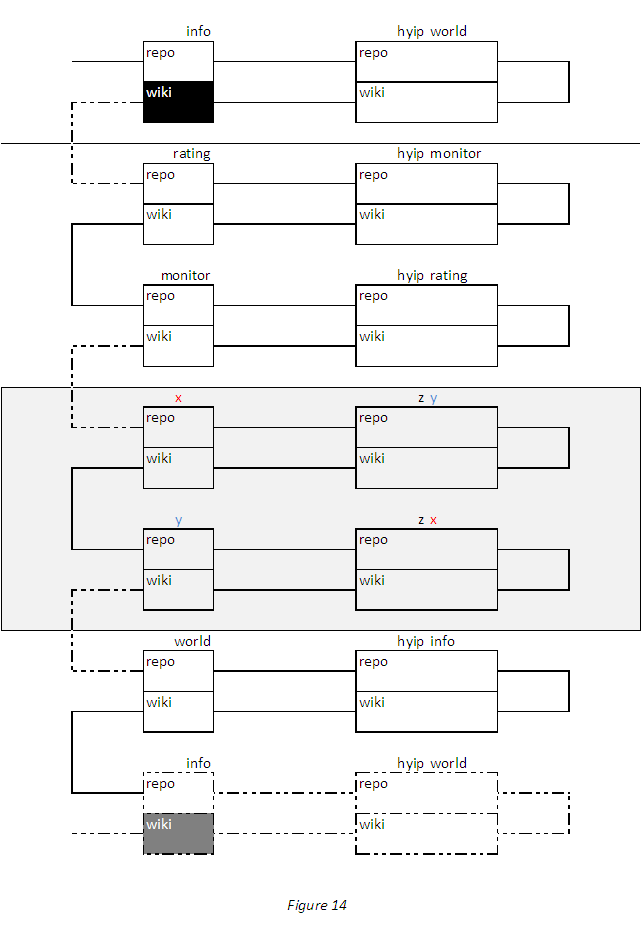 info hyip world
repo repo
wiki wiki
rating hyip monitor
repo repo
wiki wiki
monitor hyip rating
repo repo
wiki wiki
x z y
repo repo
wiki wiki
y z x
repo repo
wiki wiki
world hyip info
repo repo
wiki wiki
info hyip world
repo repo
wiki wiki
Figure 14